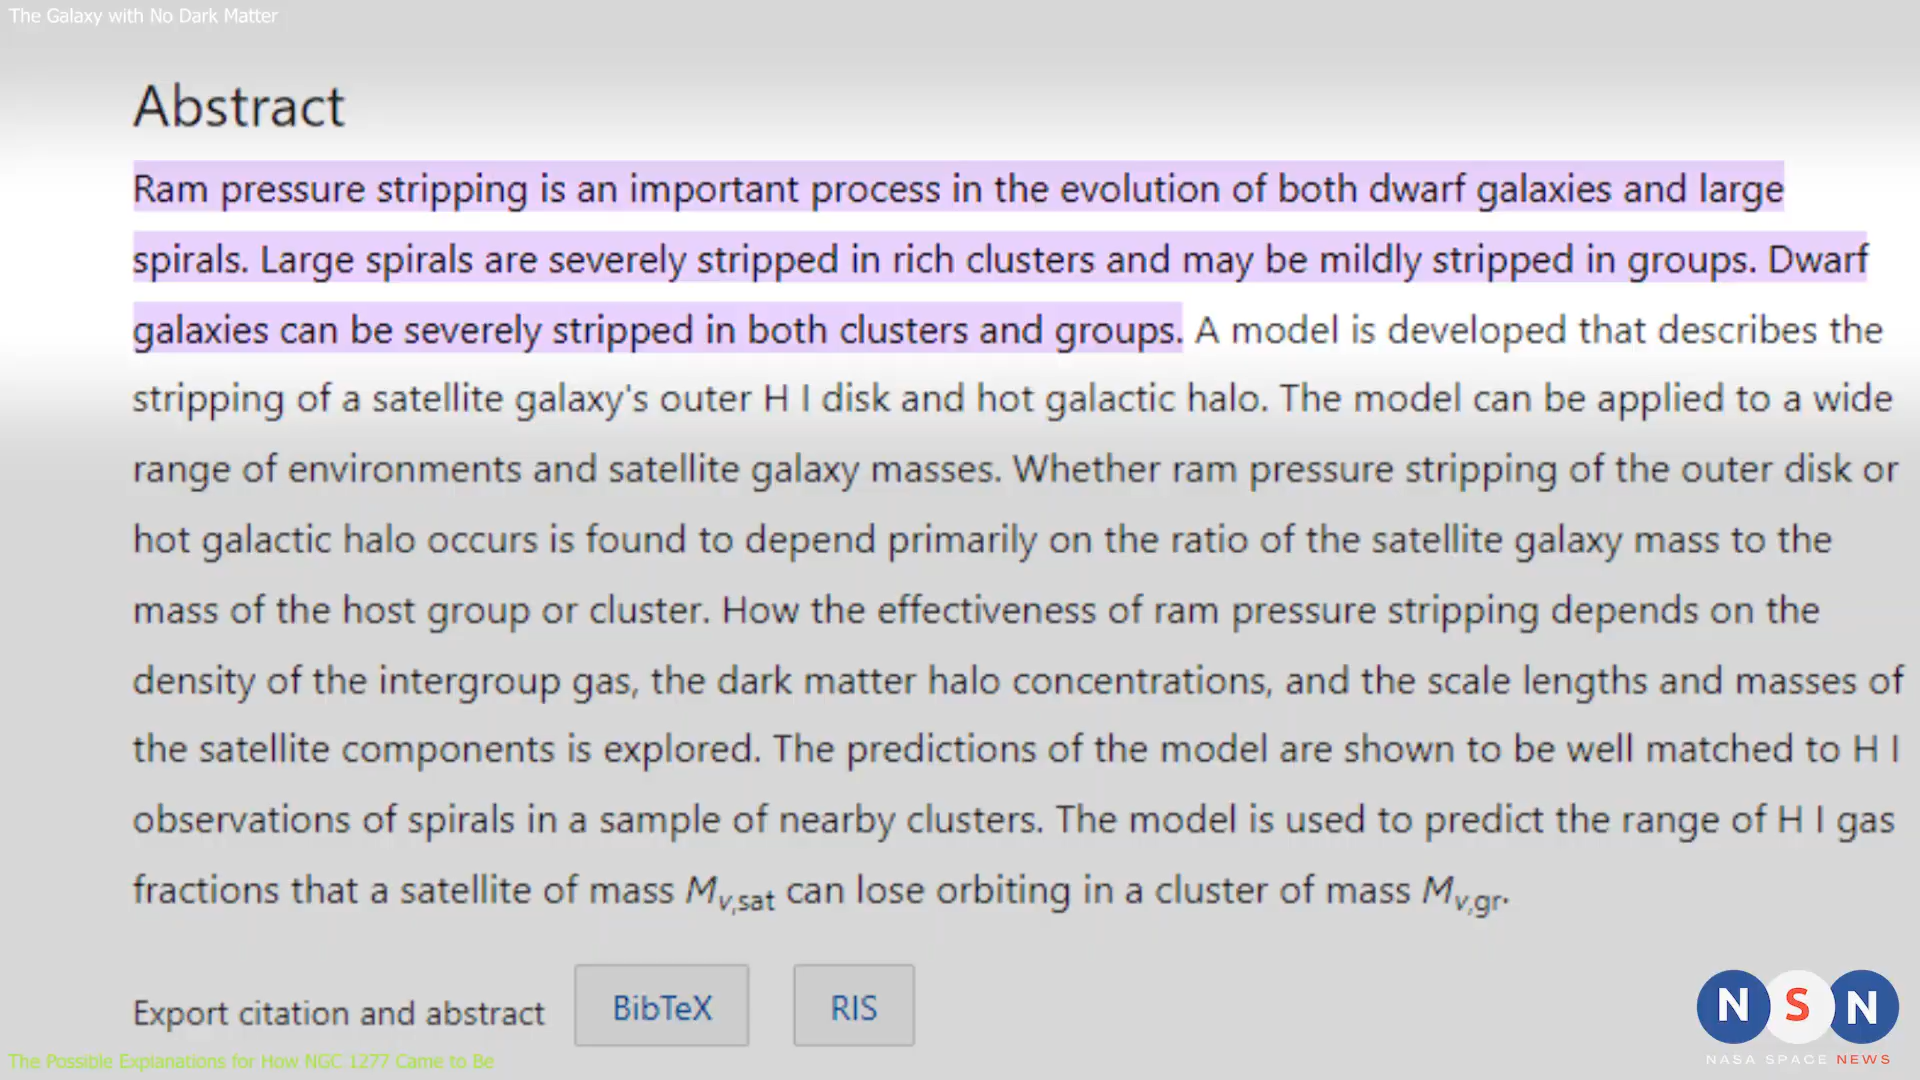 The Galaxy with No Dark Matter
Abstract
Ram pressure stripping is an important process in the evolution of both dwarf galaxies and large
spirals. Large spirals are severely stripped in rich clusters and may be mildly stripped in groups. Dwarf
galaxies can be severely stripped in both clusters and groups. A model is developed that describes the
stripping of a satellite galaxy's outer H I disk and hot galactic halo. The model can be applied to a wide
range of environments and satellite galaxy masses. Whether ram pressure stripping of the outer disk or
hot galactic halo occurs is found to depend primarily on the ratio of the satellite galaxy mass to the
mass of the host group or cluster. How the effectiveness of ram pressure stripping depends on the
density of the intergroup gas, the dark matter halo concentrations, and the scale lengths and masses of
the satellite components is explored. The predictions of the model are shown to be well matched to H I
observations of spirals in a sample of nearby clusters. The model is used to predict the range of H I gas
fractions that a satellite of mass Mv,sat can lose orbiting in a cluster of mass Mv,gr.
Export citation and abstract BibTeX RIS
The Possible Explanations for How NGC 1277 Came to Be
NSN
NASA SPACE NEWS